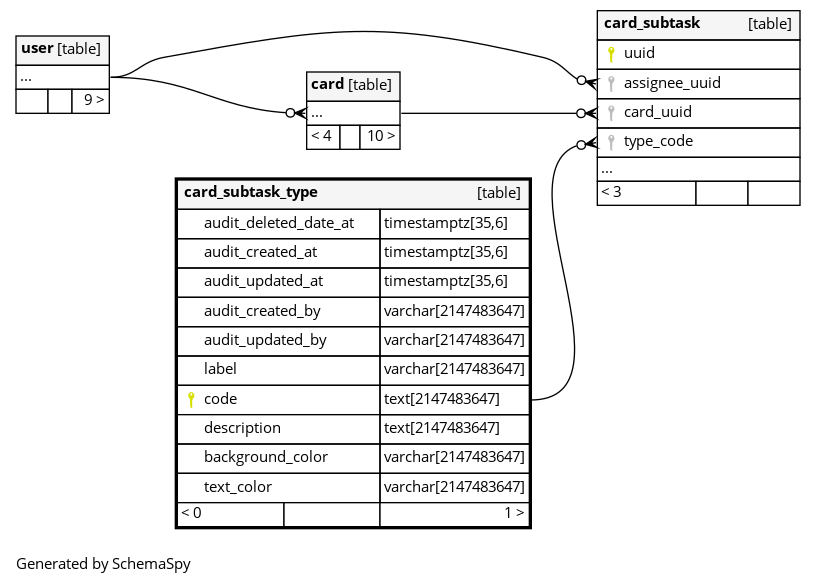 user [table]
...
9 >
card [table]
...
< 4 10 >
card_subtask [table]
uuid
assignee_uuid
card_uuid
type_code
...
< 3
card_subtask_type [table]
audit_deleted_date_at timestamptz[35,6]
audit_created_at timestamptz[35,6]
audit_updated_at timestamptz[35,6]
audit_created_by varchar[2147483647]
audit_updated_by varchar[2147483647]
label varchar[2147483647]
code text[2147483647]
description text[2147483647]
background_color varchar[2147483647]
text_color varchar[2147483647]
< 0 1 >
Generated by SchemaSpy